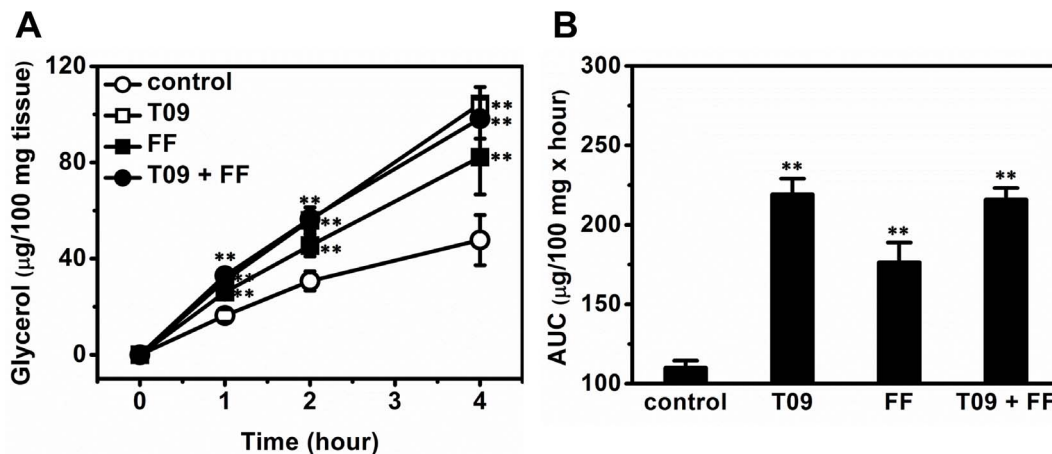 A
Glycerol (μg/100 mg tissue)
120
80
40
0
control
T09
FF
T09 + FF
**
**
**
**
**
**
**
**
**
0
1
2
3
4
Time (hour)
B
AUC (μg/100 mg x hour)
300
250
200
150
100
**
**
**
control
T09
FF
T09 + FF